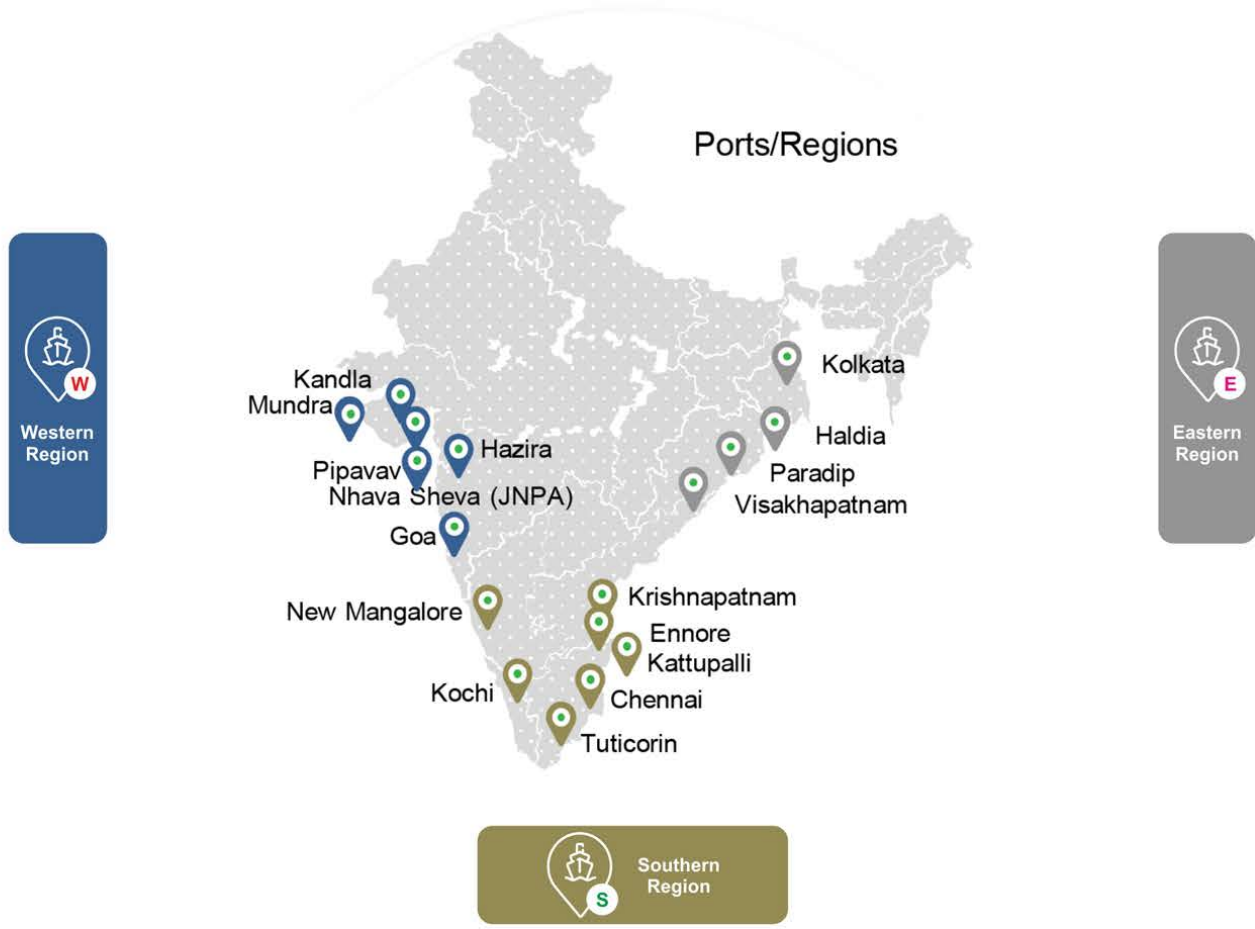 Ports/Regions
W
Western
Region
Kandla
Mundra
Hazira
Pipavav
Nhava Sheva (JNPA)
Goa
New Mangalore
Kochi
Kolkata
Haldia
Paradip
Visakhapatnam
Krishnapatnam
Ennore
Kattupalli
Chennai
Tuticorin
E
Eastern
Region
S
Southern
Region